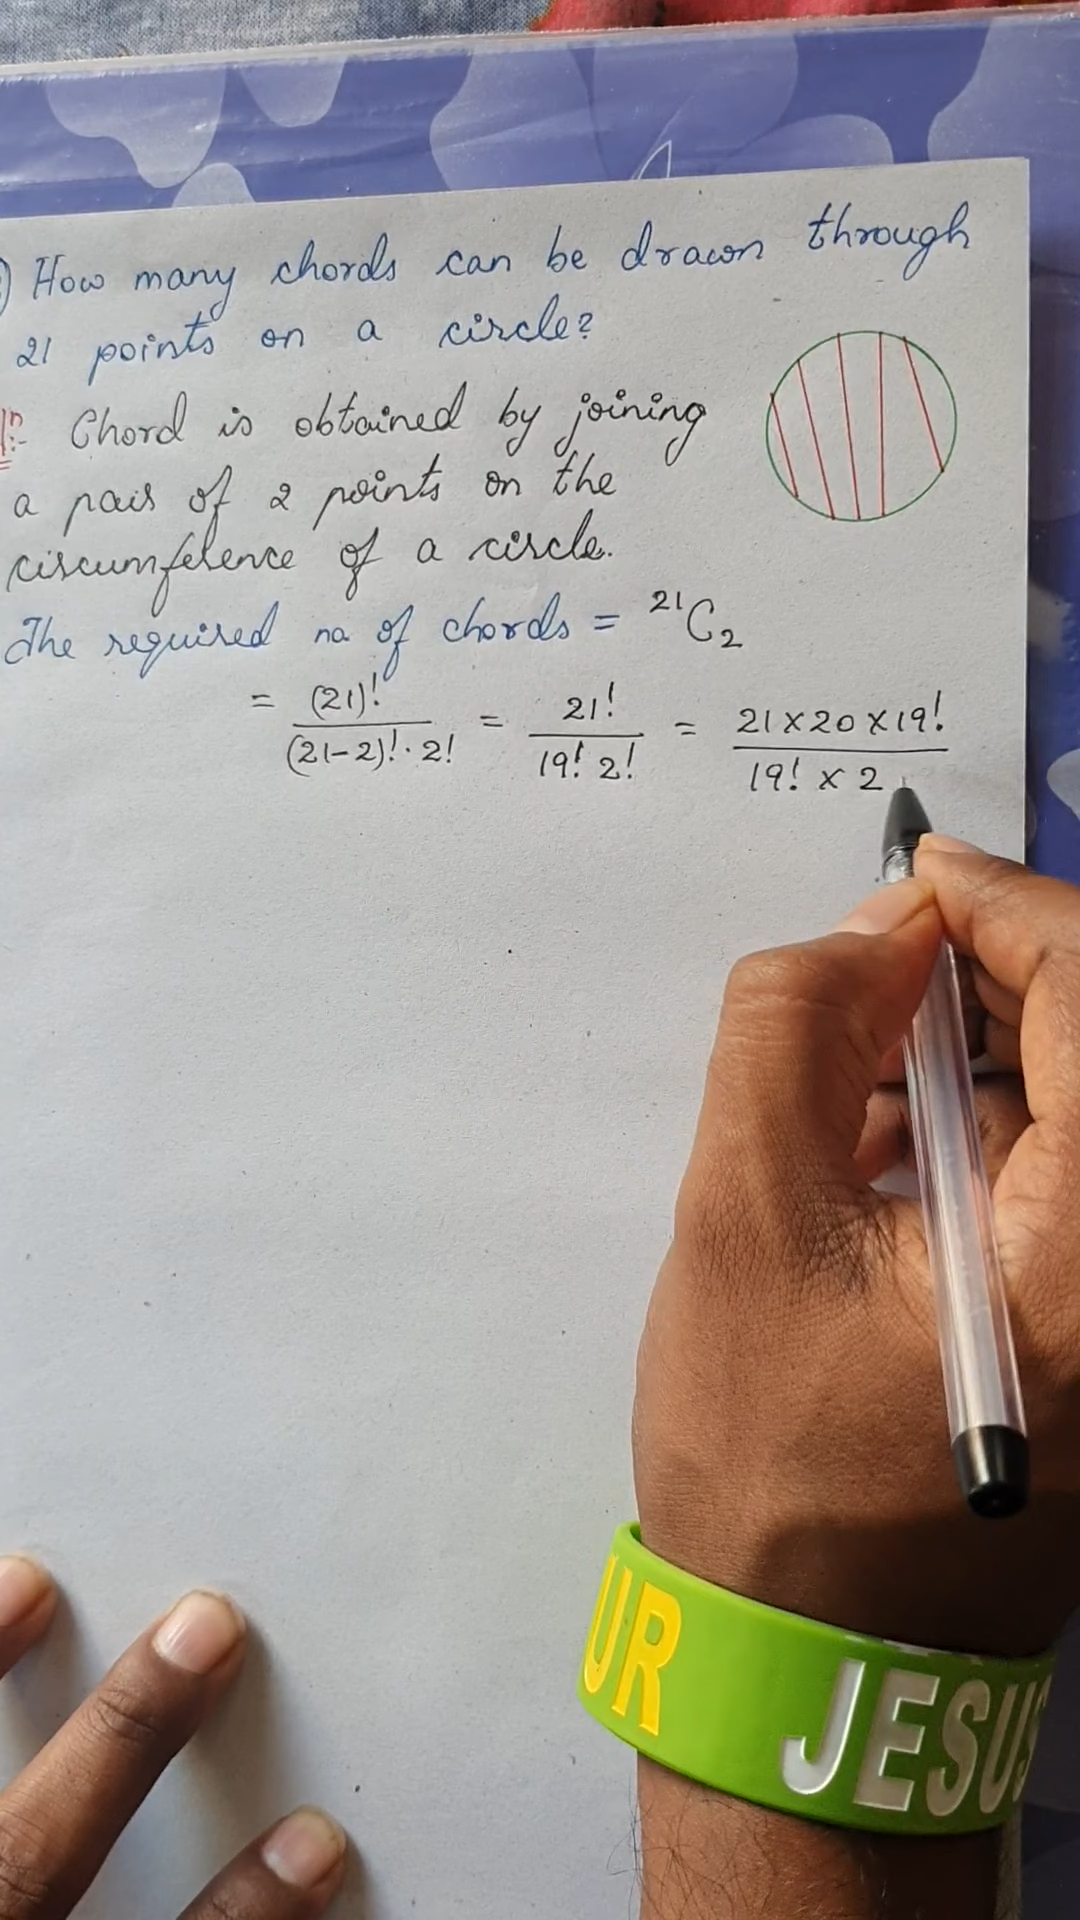 ) How many chords can be drawn through
21 points on a circle?
Chord is obtained by joining
a pair of 2 points on the
circumference of a circle.
The required no of chords = ²¹C₂
= (21)! / (21-2)! · 2! = 21! / 19! 2! = 21 x 20 x 19! / 19! x 2
UR JESUS